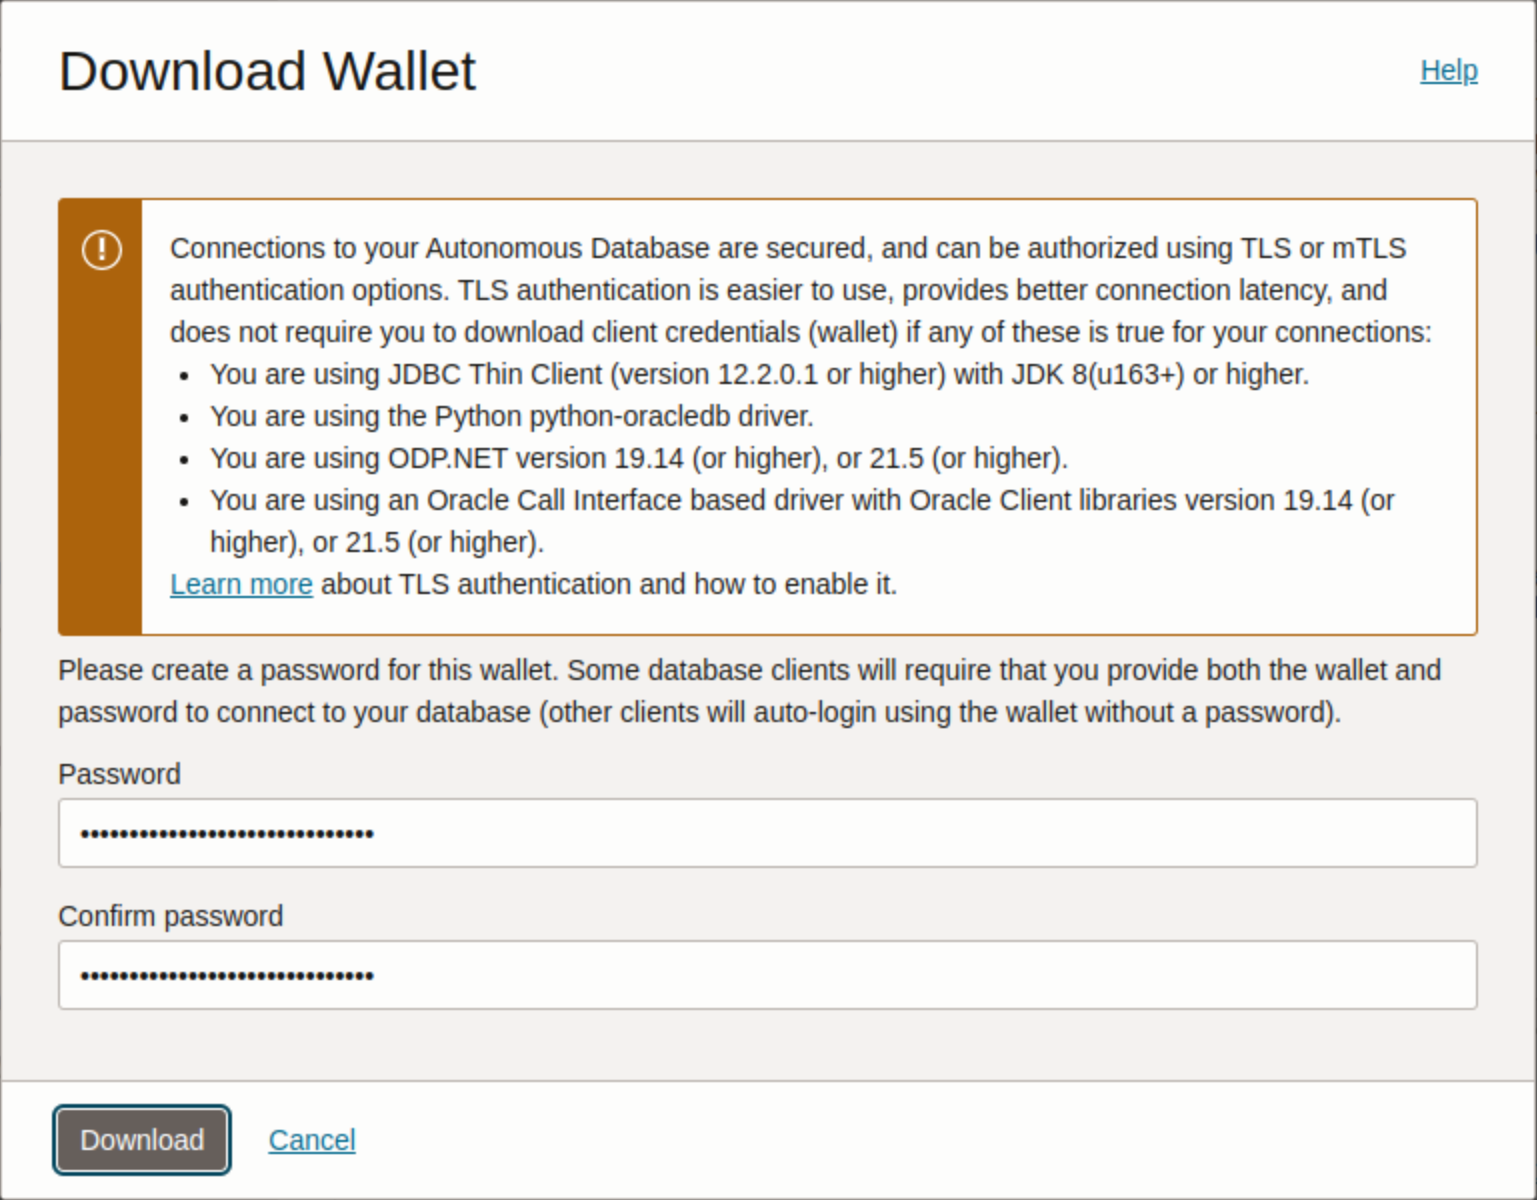 Download Wallet
Help
Connections to your Autonomous Database are secured, and can be authorized using TLS or mTLS
authentication options. TLS authentication is easier to use, provides better connection latency, and
does not require you to download client credentials (wallet) if any of these is true for your connections:
• You are using JDBC Thin Client (version 12.2.0.1 or higher) with JDK 8(u163+) or higher.
• You are using the Python python-oracledb driver.
• You are using ODP.NET version 19.14 (or higher), or 21.5 (or higher).
• You are using an Oracle Call Interface based driver with Oracle Client libraries version 19.14 (or
higher), or 21.5 (or higher).
Learn more about TLS authentication and how to enable it.
Please create a password for this wallet. Some database clients will require that you provide both the wallet and
password to connect to your database (other clients will auto-login using the wallet without a password).
Password
••••••••••••••••••••••••••••••
Confirm password
••••••••••••••••••••••••••••••
Download
Cancel